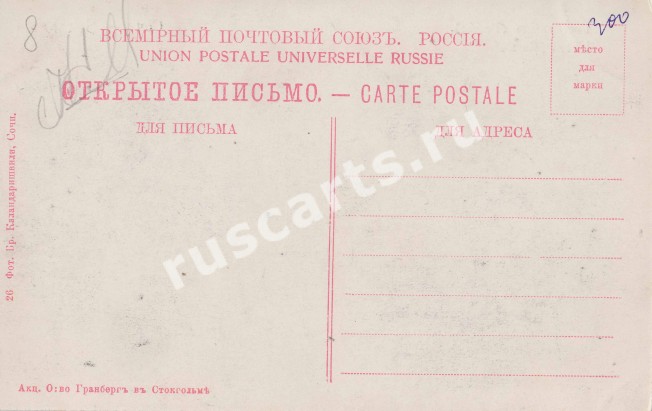 8
300
ВСЕМІРНЫЙ ПОЧТОВЫЙ СОЮЗЪ. РОССІЯ.
UNION POSTALE UNIVERSELLE RUSSIE
мѣсто
для
марки
ОТКРЫТОЕ ПИСЬМО. — CARTE POSTALE
ДЛЯ ПИСЬМА
ДЛЯ АДРЕСА
26 Фот. Бр. Каландаришвили, Сочи.
ruscarts.ru
Акц. О-во Гранбергъ въ Стокгольмѣ